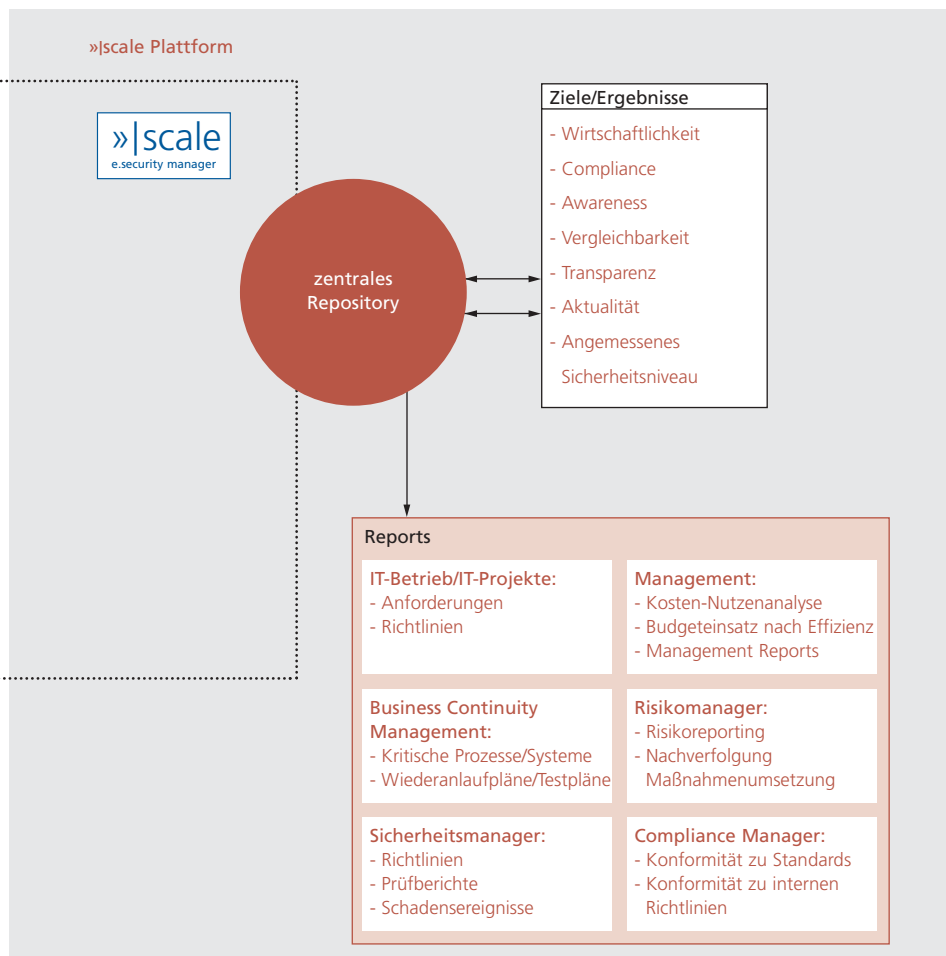 »|scale Plattform
»|scale
e.security manager
zentrales
Repository
Ziele/Ergebnisse
- Wirtschaftlichkeit
- Compliance
- Awareness
- Vergleichbarkeit
- Transparenz
- Aktualität
- Angemessenes
Sicherheitsniveau
Reports
IT-Betrieb/IT-Projekte:
- Anforderungen
- Richtlinien
Management:
- Kosten-Nutzenanalyse
- Budgeteinsatz nach Effizienz
- Management Reports
Business Continuity
Management:
- Kritische Prozesse/Systeme
- Wiederanlaufpläne/Testpläne
Risikomanager:
- Risikoreporting
- Nachverfolgung
Maßnahmenumsetzung
Sicherheitsmanager:
- Richtlinien
- Prüfberichte
- Schadensereignisse
Compliance Manager:
- Konformität zu Standards
- Konformität zu internen
Richtlinien